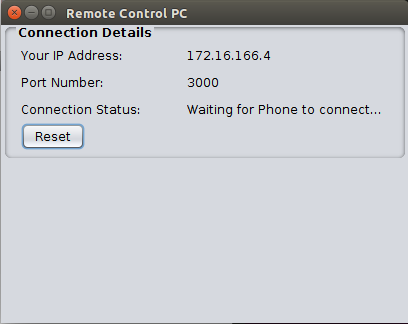 Remote Control PC
Connection Details
Your IP Address: 172.16.166.4
Port Number: 3000
Connection Status: Waiting for Phone to connect...
Reset